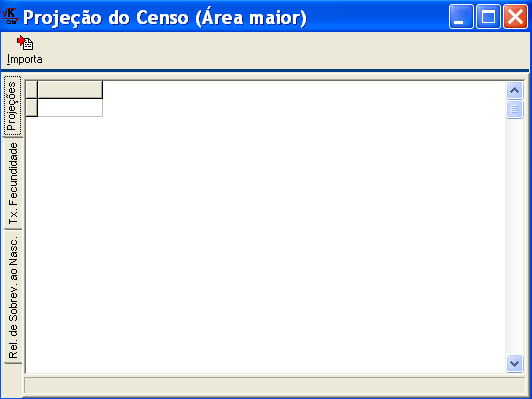 Projeção do Censo (Área maior)
Importa
Projeções
Tx. Fecundidade
Rel. de Sobrev. ao Nasc.